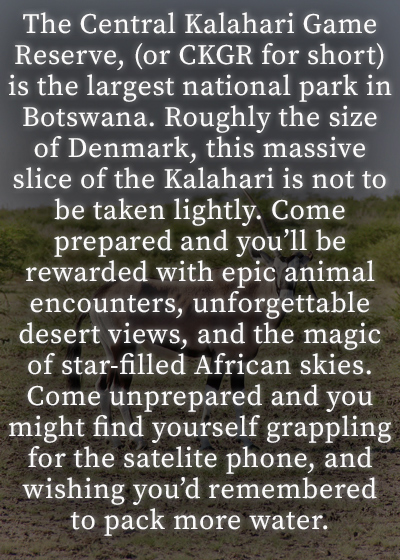 The Central Kalahari Game
Reserve, (or CKGR for short)
is the largest national park in
Botswana. Roughly the size
of Denmark, this massive
slice of the Kalahari is not to
be taken lightly. Come
prepared and you’ll be
rewarded with epic animal
encounters, unforgettable
desert views, and the magic
of star-filled African skies.
Come unprepared and you
might find yourself grappling
for the satelite phone, and
wishing you’d remembered
to pack more water.